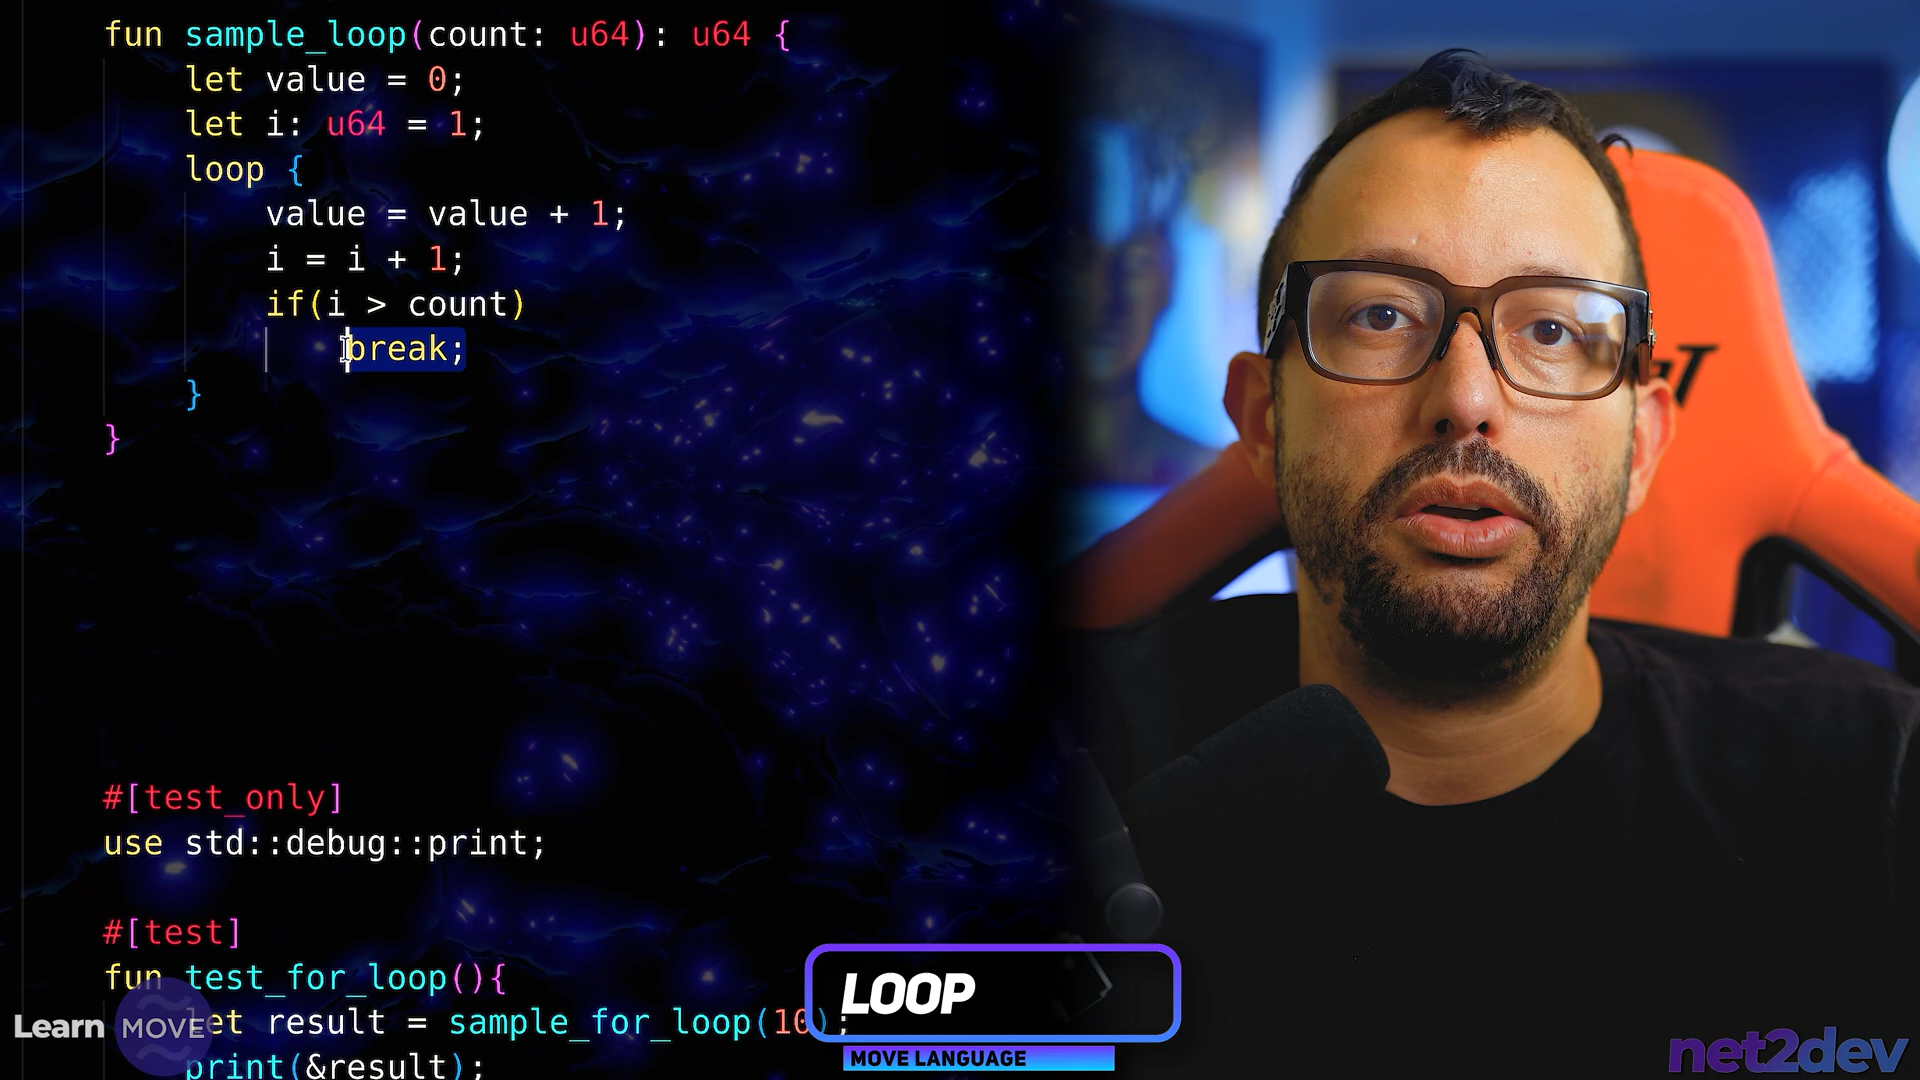 fun sample_loop(count: u64): u64 {
let value = 0;
let i: u64 = 1;
loop {
value = value + 1;
i = i + 1;
if(i > count)
break;
}
}
#[test_only]
use std::debug::print;
#[test]
fun test_for_loop(){
let result = sample_for_loop(10);
print(&result);
Learn MOVE
LOOP
MOVE LANGUAGE
net2dev